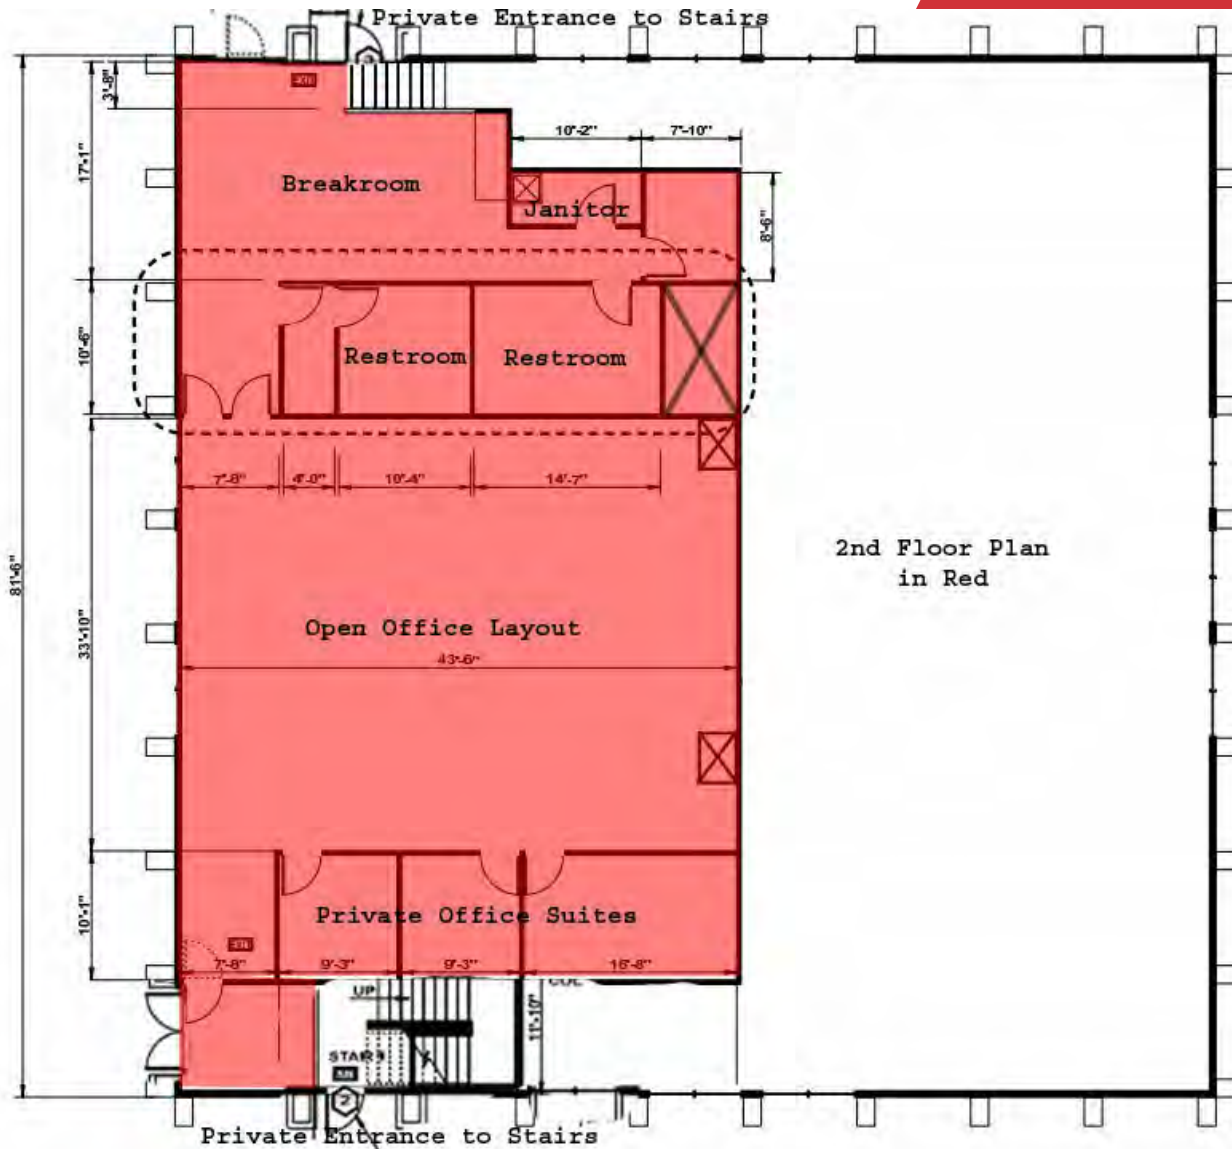 Private Entrance to Stairs
EXIT
3'-8"
10'-2"
7'-10"
17'-1"
Breakroom
Janitor
8'-6"
10'-6"
Restroom
Restroom
7'-8"
4'-0"
10'-4"
14'-7"
2nd Floor Plan
in Red
81'-6"
33'-10"
Open Office Layout
43'-6"
10'-1"
Private Office Suites
EXIT
7'-8"
9'-3"
9'-3"
16'-8"
UP
11'-10"
2
Private Entrance to Stairs